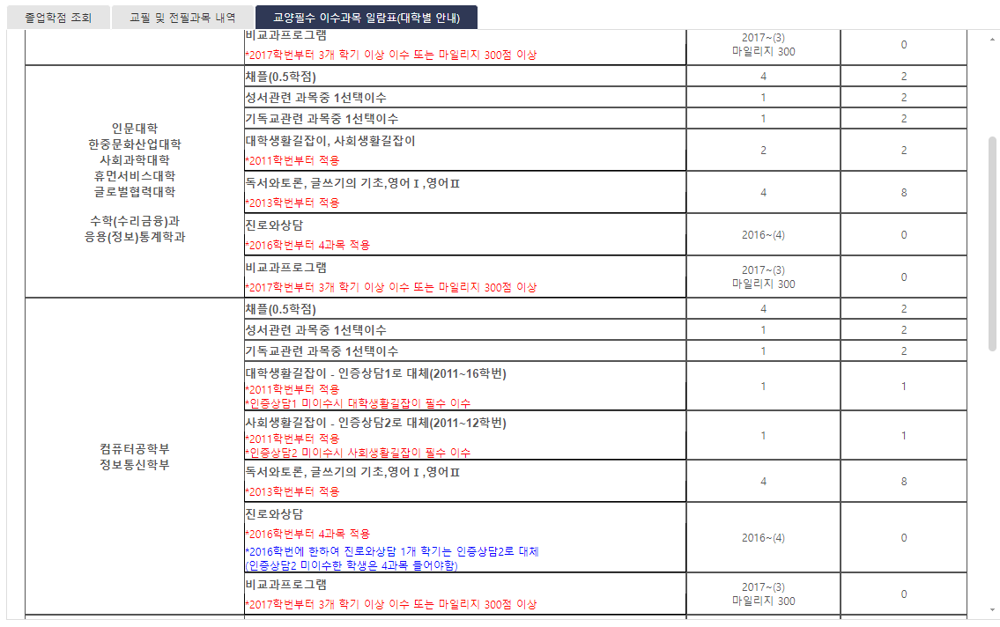 졸업학점 조회
교필 및 전필과목 내역
교양필수 이수과목 일람표(대학별 안내)
비교과프로그램
*2017학번부터 3개 학기 이상 이수 또는 마일리지 300점 이상
2017~(3)
마일리지 300
0
인문대학
한중문화산업대학
사회과학대학
휴먼서비스대학
글로벌협력대학
수학(수리금융)과
응용(정보)통계학과
채플(0.5학점)
4
2
성서관련 과목중 1선택이수
1
2
기독교관련 과목중 1선택이수
1
2
대학생활길잡이, 사회생활길잡이
*2011학번부터 적용
2
2
독서와토론, 글쓰기의 기초,영어Ⅰ,영어Ⅱ
*2013학번부터 적용
4
8
진로와상담
*2016학번부터 4과목 적용
2016~(4)
0
비교과프로그램
*2017학번부터 3개 학기 이상 이수 또는 마일리지 300점 이상
2017~(3)
마일리지 300
0
컴퓨터공학부
정보통신학부
채플(0.5학점)
4
2
성서관련 과목중 1선택이수
1
2
기독교관련 과목중 1선택이수
1
2
대학생활길잡이 - 인증상담1로 대체(2011~16학번)
*2011학번부터 적용
*인증상담1 미이수시 대학생활길잡이 필수 이수
1
1
사회생활길잡이 - 인증상담2로 대체(2011~12학번)
*2011학번부터 적용
*인증상담2 미이수시 사회생활길잡이 필수 이수
1
1
독서와토론, 글쓰기의 기초,영어Ⅰ,영어Ⅱ
*2013학번부터 적용
4
8
진로와상담
*2016학번부터 4과목 적용
*2016학번에 한하여 진로와상담 1개 학기는 인증상담2로 대체
(인증상담2 미이수한 학생은 4과목 들어야함)
2016~(4)
0
비교과프로그램
*2017학번부터 3개 학기 이상 이수 또는 마일리지 300점 이상
2017~(3)
마일리지 300
0